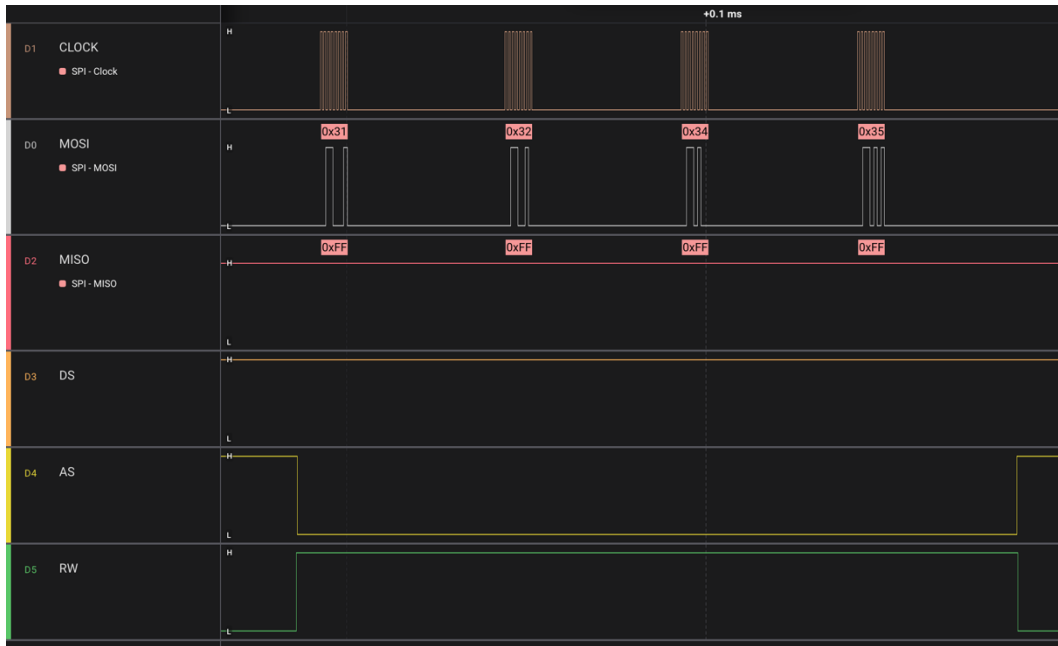 +0.1 ms
D1 CLOCK
SPI - Clock
H
L
0x31 0x32 0x34 0x35
D0 MOSI
SPI - MOSI
H
L
0xFF 0xFF 0xFF 0xFF
D2 MISO
SPI - MISO
H
L
D3 DS
H
L
D4 AS
H
L
D5 RW
H
L